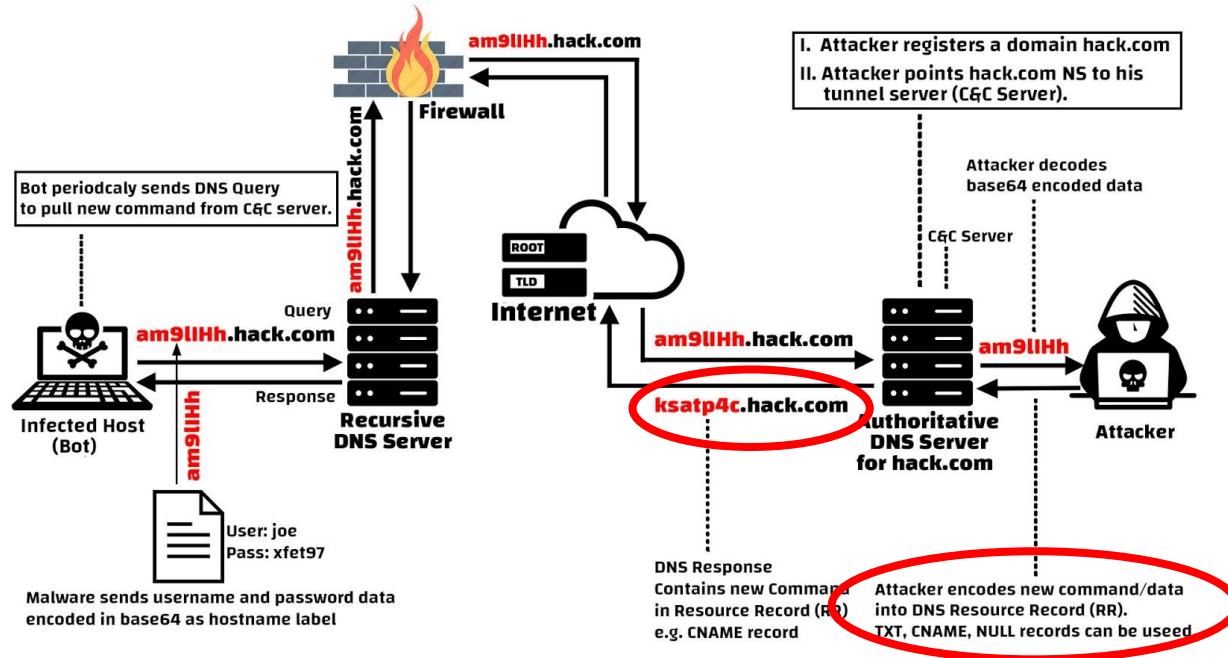 am9lIHh.hack.com
Firewall
am9lIHh.hack.com
I. Attacker registers a domain hack.com
II. Attacker points hack.com NS to his
tunnel server (C&C Server).
Bot periodcaly sends DNS Query
to pull new command from C&C server.
am9lIHh.hack.com
Attacker decodes
base64 encoded data
C&C Server
ROOT
TLD
Internet
Query
am9lIHh.hack.com
Response
Infected Host
(Bot)
am9lIHh
Recursive
DNS Server
am9lIHh.hack.com
ksatp4c.hack.com
Authoritative
DNS Server
for hack.com
am9lIHh
Attacker
User: joe
Pass: xfet97
Malware sends username and password data
encoded in base64 as hostname label
DNS Response
Contains new Command
in Resource Record (RR)
e.g. CNAME record
Attacker encodes new command/data
into DNS Resource Record (RR).
TXT, CNAME, NULL records can be useed